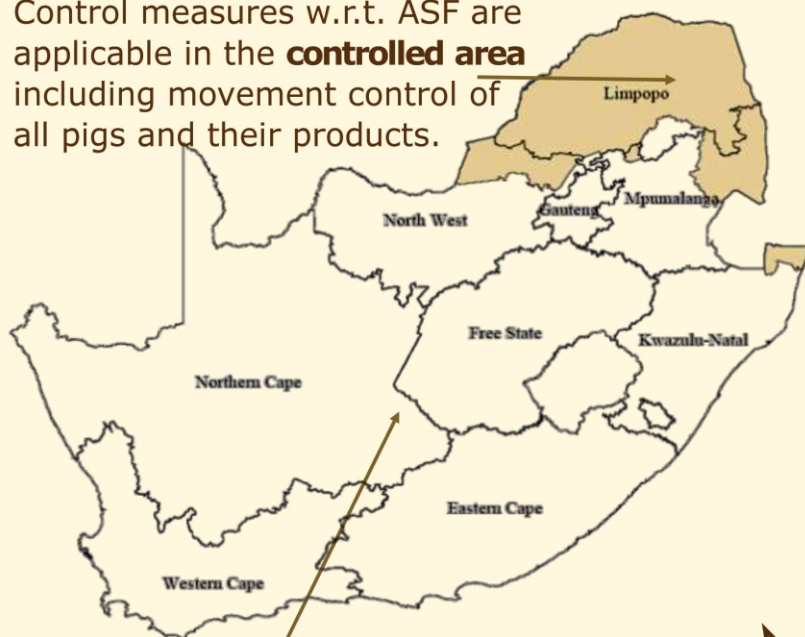 Control measures w.r.t. ASF are
applicable in the controlled area
including movement control of
all pigs and their products.
Limpopo
North West
Gauteng
Mpumalanga
Free State
Kwazulu-Natal
Northern Cape
Eastern Cape
Western Cape